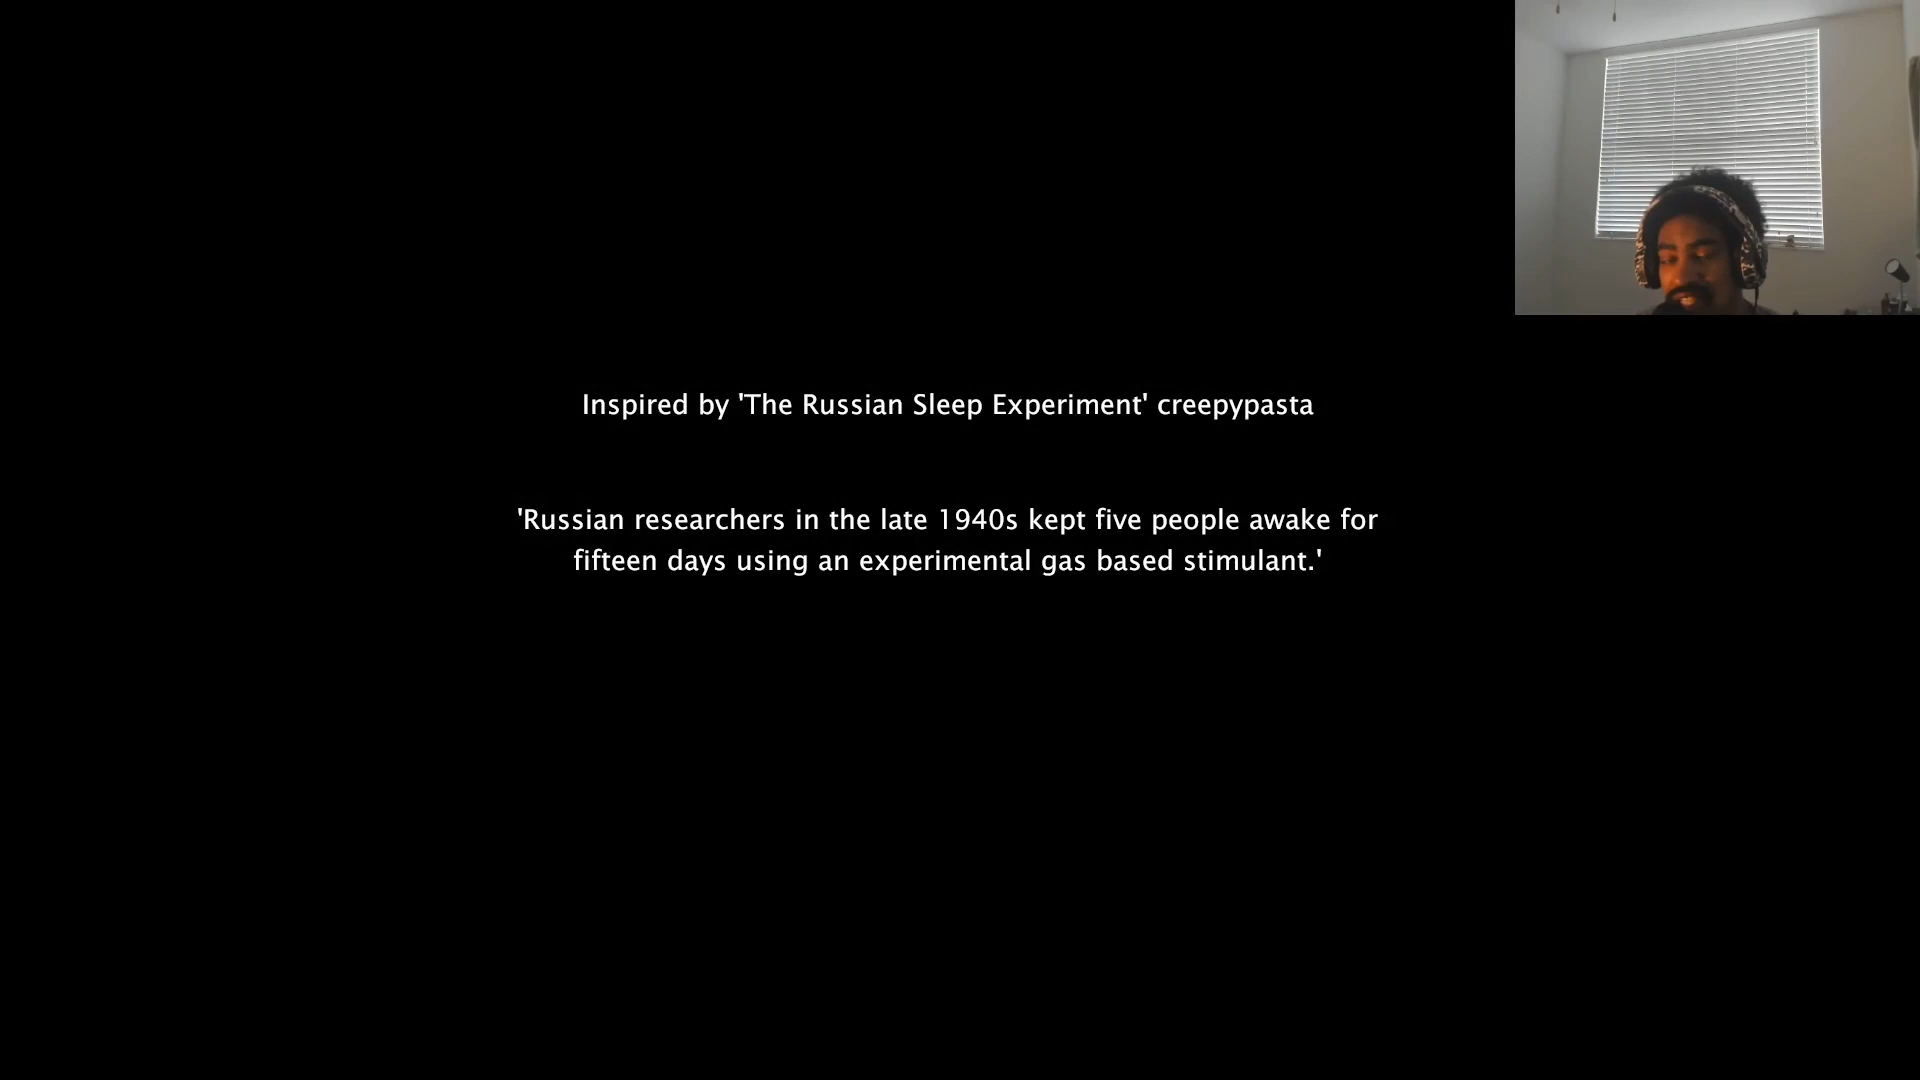 Inspired by 'The Russian Sleep Experiment' creepypasta
'Russian researchers in the late 1940s kept five people awake for
fifteen days using an experimental gas based stimulant.'